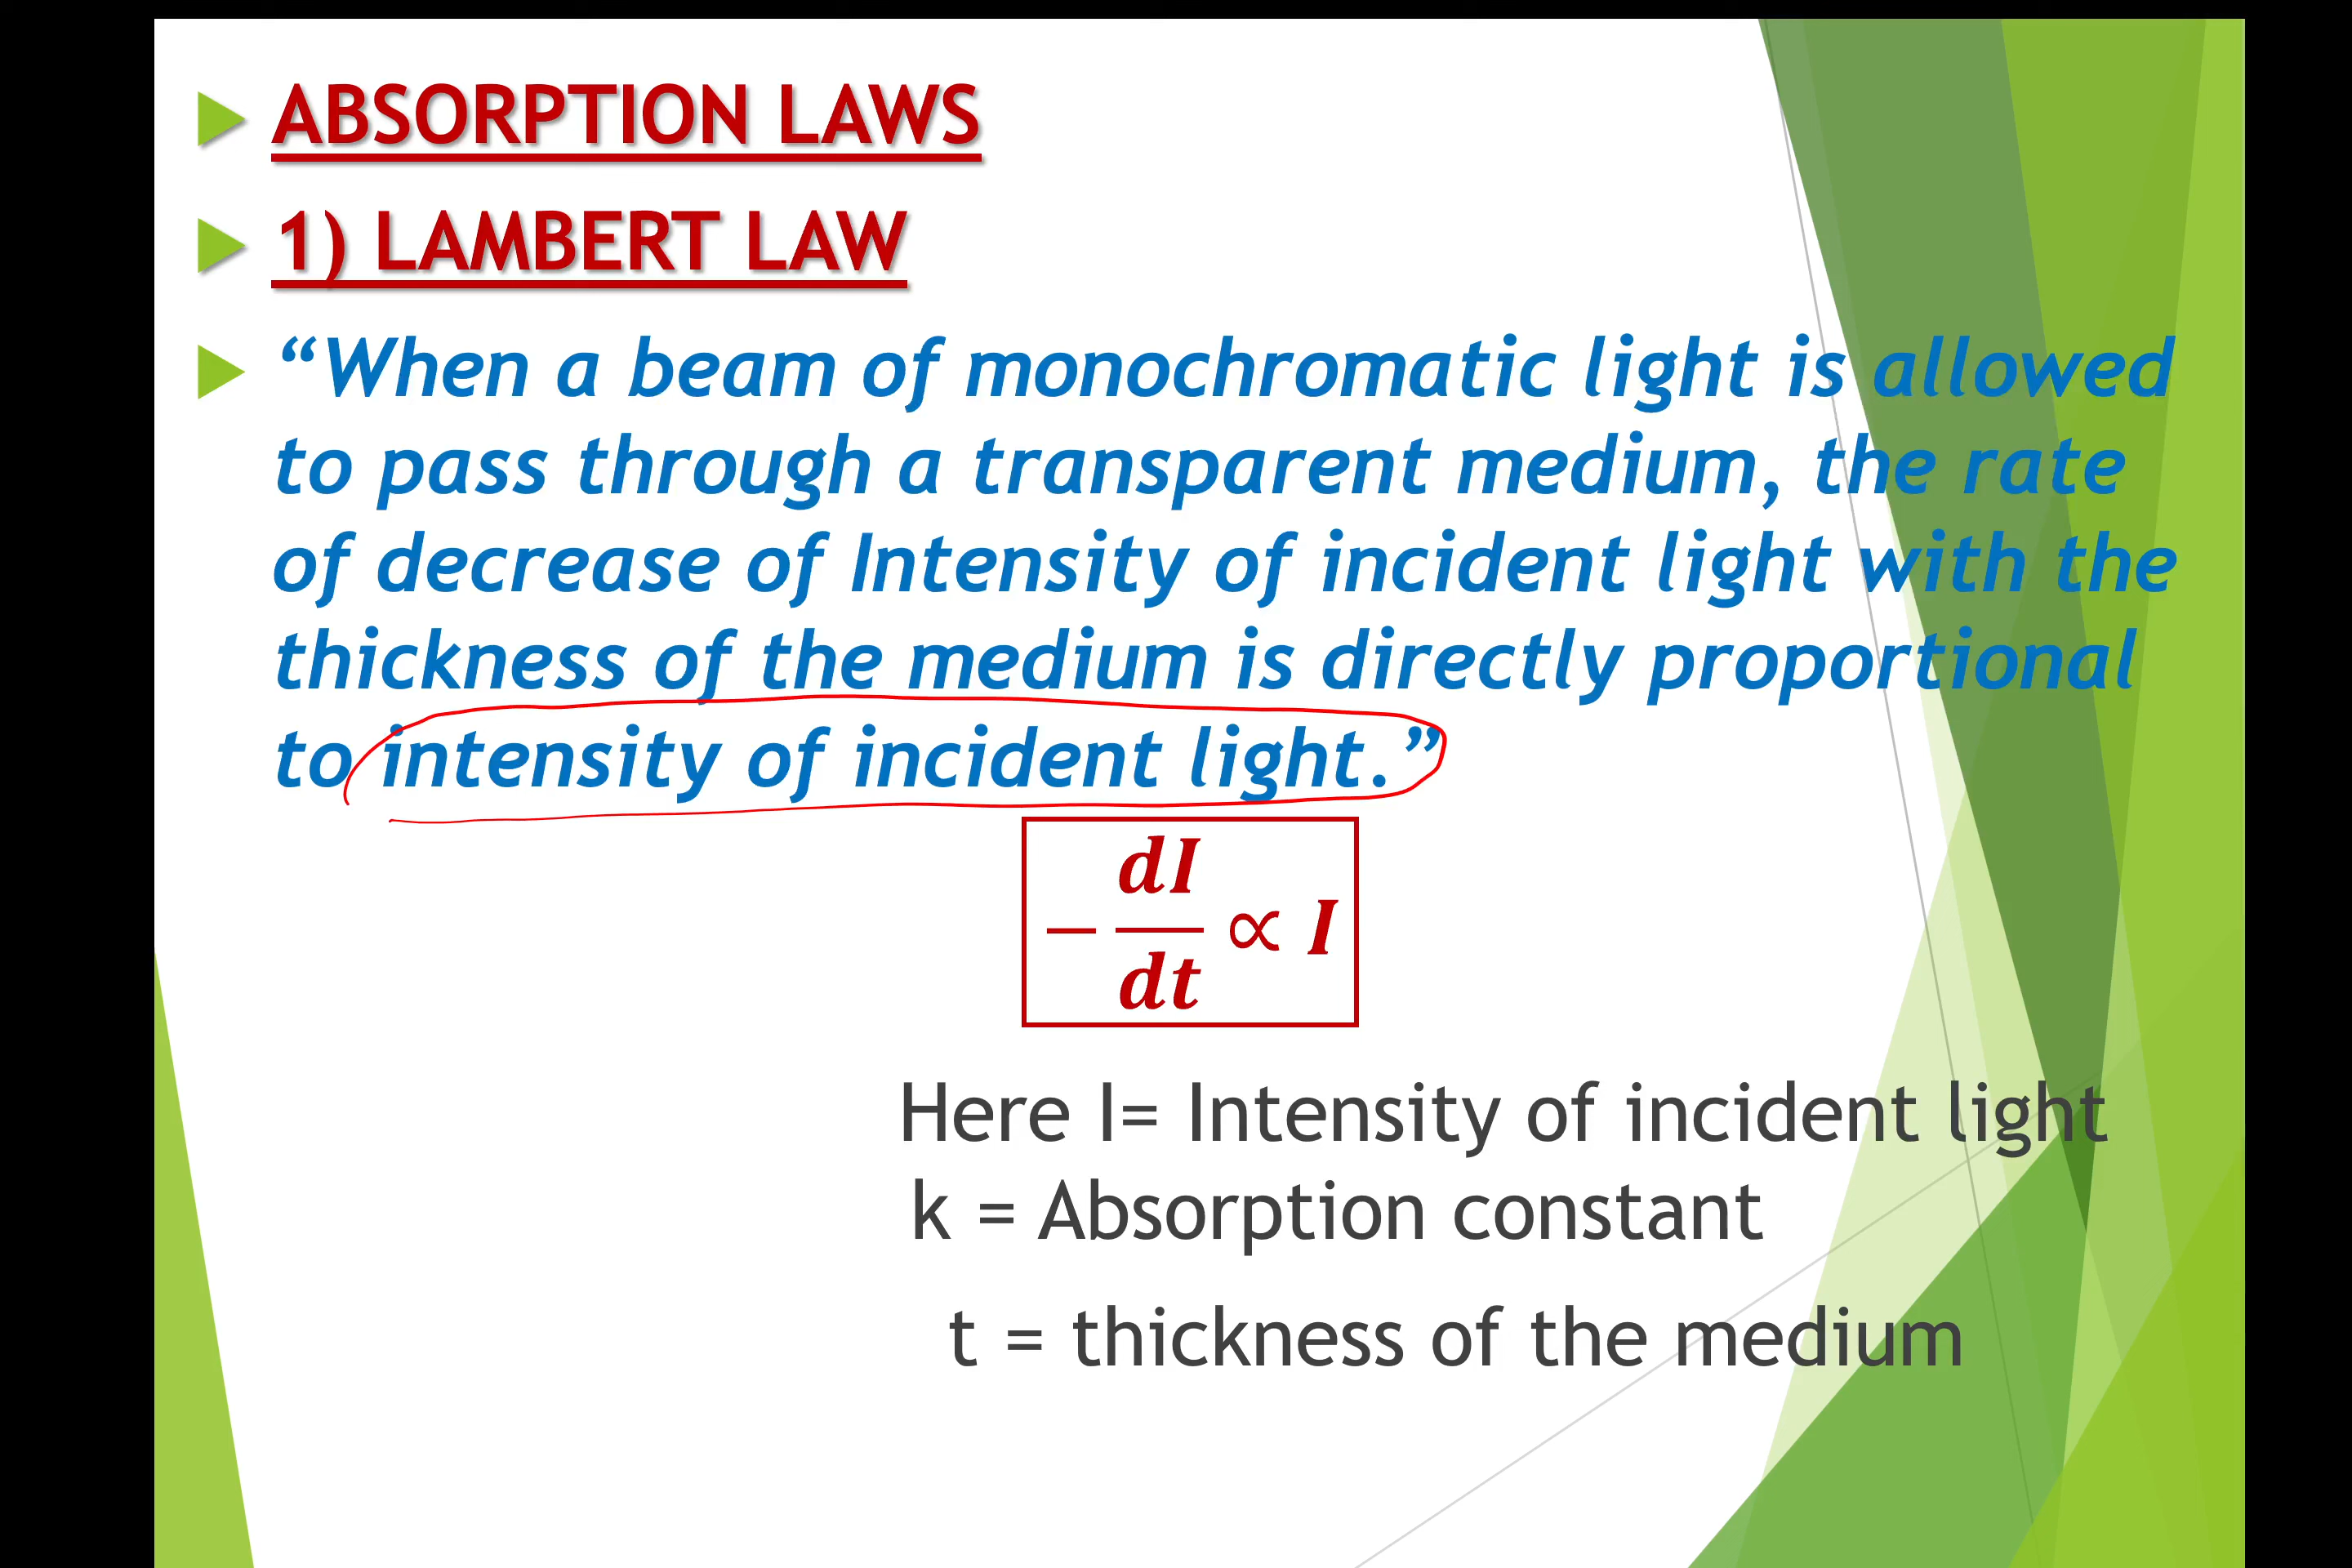 ABSORPTION LAWS
1) LAMBERT LAW
“When a beam of monochromatic light is allowed
to pass through a transparent medium, the rate
of decrease of Intensity of incident light with the
thickness of the medium is directly proportional
to intensity of incident light.”
− dI/dt ∝ I
Here I= Intensity of incident light
k = Absorption constant
t = thickness of the medium